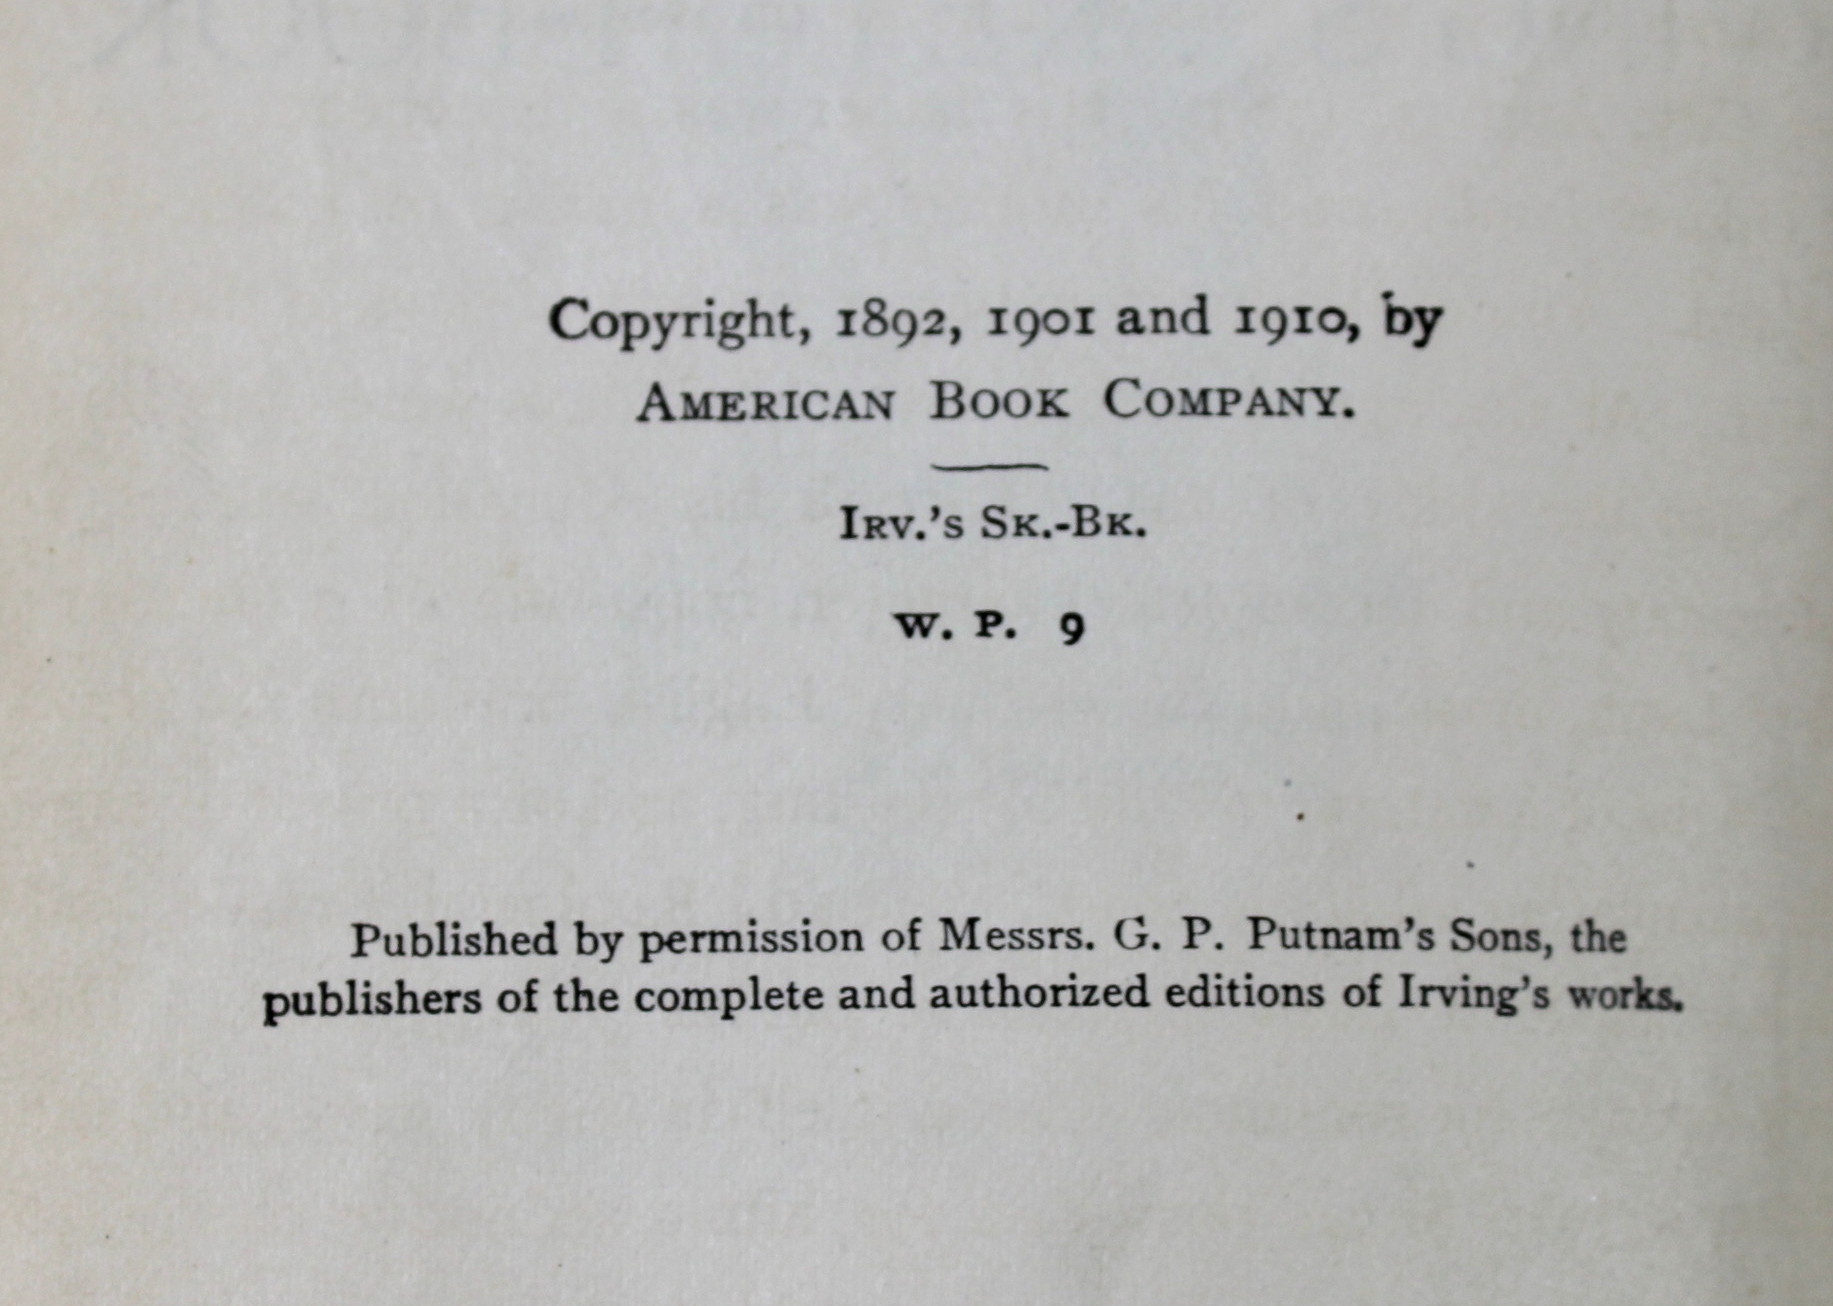 Copyright, 1892, 1901 and 1910, by
AMERICAN BOOK COMPANY.
IRV.'S SK.-BK.
W. P. 9
Published by permission of Messrs. G. P. Putnam's Sons, the
publishers of the complete and authorized editions of Irving's works.